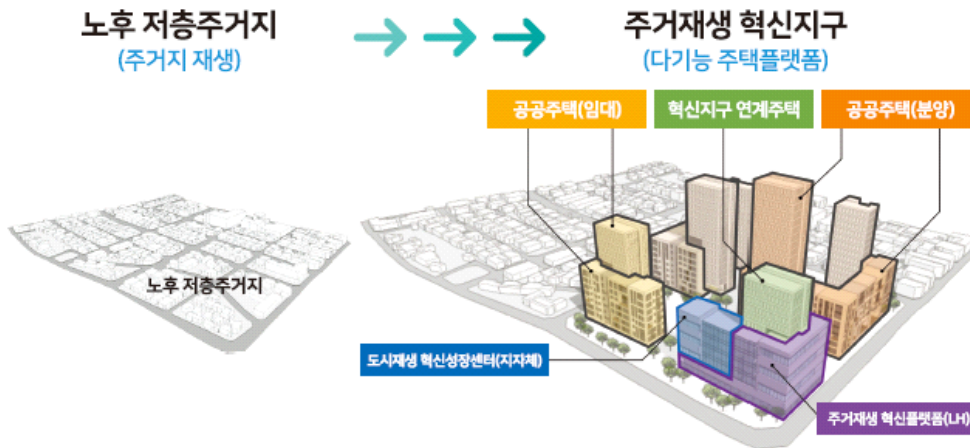 노후 저층주거지
(주거지 재생)
주거재생 혁신지구
(다기능 주택플랫폼)
공공주택(임대)
혁신지구 연계주택
공공주택(분양)
노후 저층주거지
도시재생 혁신성장센터(지자체)
주거재생 혁신플랫폼(LH)